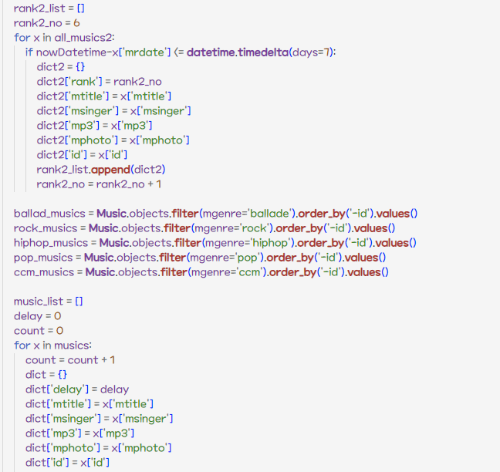 rank2_list = []
rank2_no = 6
for x in all_musics2:
if nowDatetime-x['mrdate'] <= datetime.timedelta(days=7):
dict2 = {}
dict2['rank'] = rank2_no
dict2['mtitle'] = x['mtitle']
dict2['msinger'] = x['msinger']
dict2['mp3'] = x['mp3']
dict2['mphoto'] = x['mphoto']
dict2['id'] = x['id']
rank2_list.append(dict2)
rank2_no = rank2_no + 1
ballad_musics = Music.objects.filter(mgenre='ballade').order_by('-id').values()
rock_musics = Music.objects.filter(mgenre='rock').order_by('-id').values()
hiphop_musics = Music.objects.filter(mgenre='hiphop').order_by('-id').values()
pop_musics = Music.objects.filter(mgenre='pop').order_by('-id').values()
ccm_musics = Music.objects.filter(mgenre='ccm').order_by('-id').values()
music_list = []
delay = 0
count = 0
for x in musics:
count = count + 1
dict = {}
dict['delay'] = delay
dict['mtitle'] = x['mtitle']
dict['msinger'] = x['msinger']
dict['mp3'] = x['mp3']
dict['mphoto'] = x['mphoto']
dict['id'] = x['id']